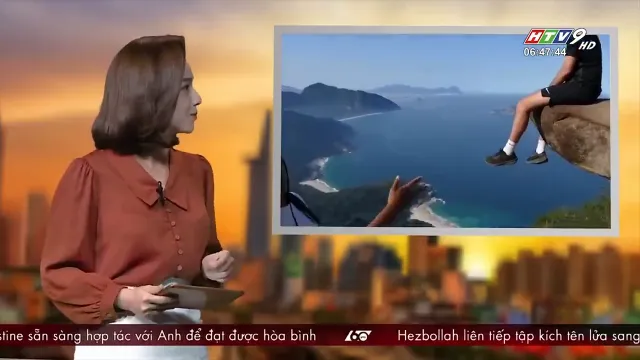 HTV9 HD
06:47:44
stine sẵn sàng hợp tác với Anh để đạt được hòa bình
60
Hezbollah liên tiếp tập kích tên lửa sang